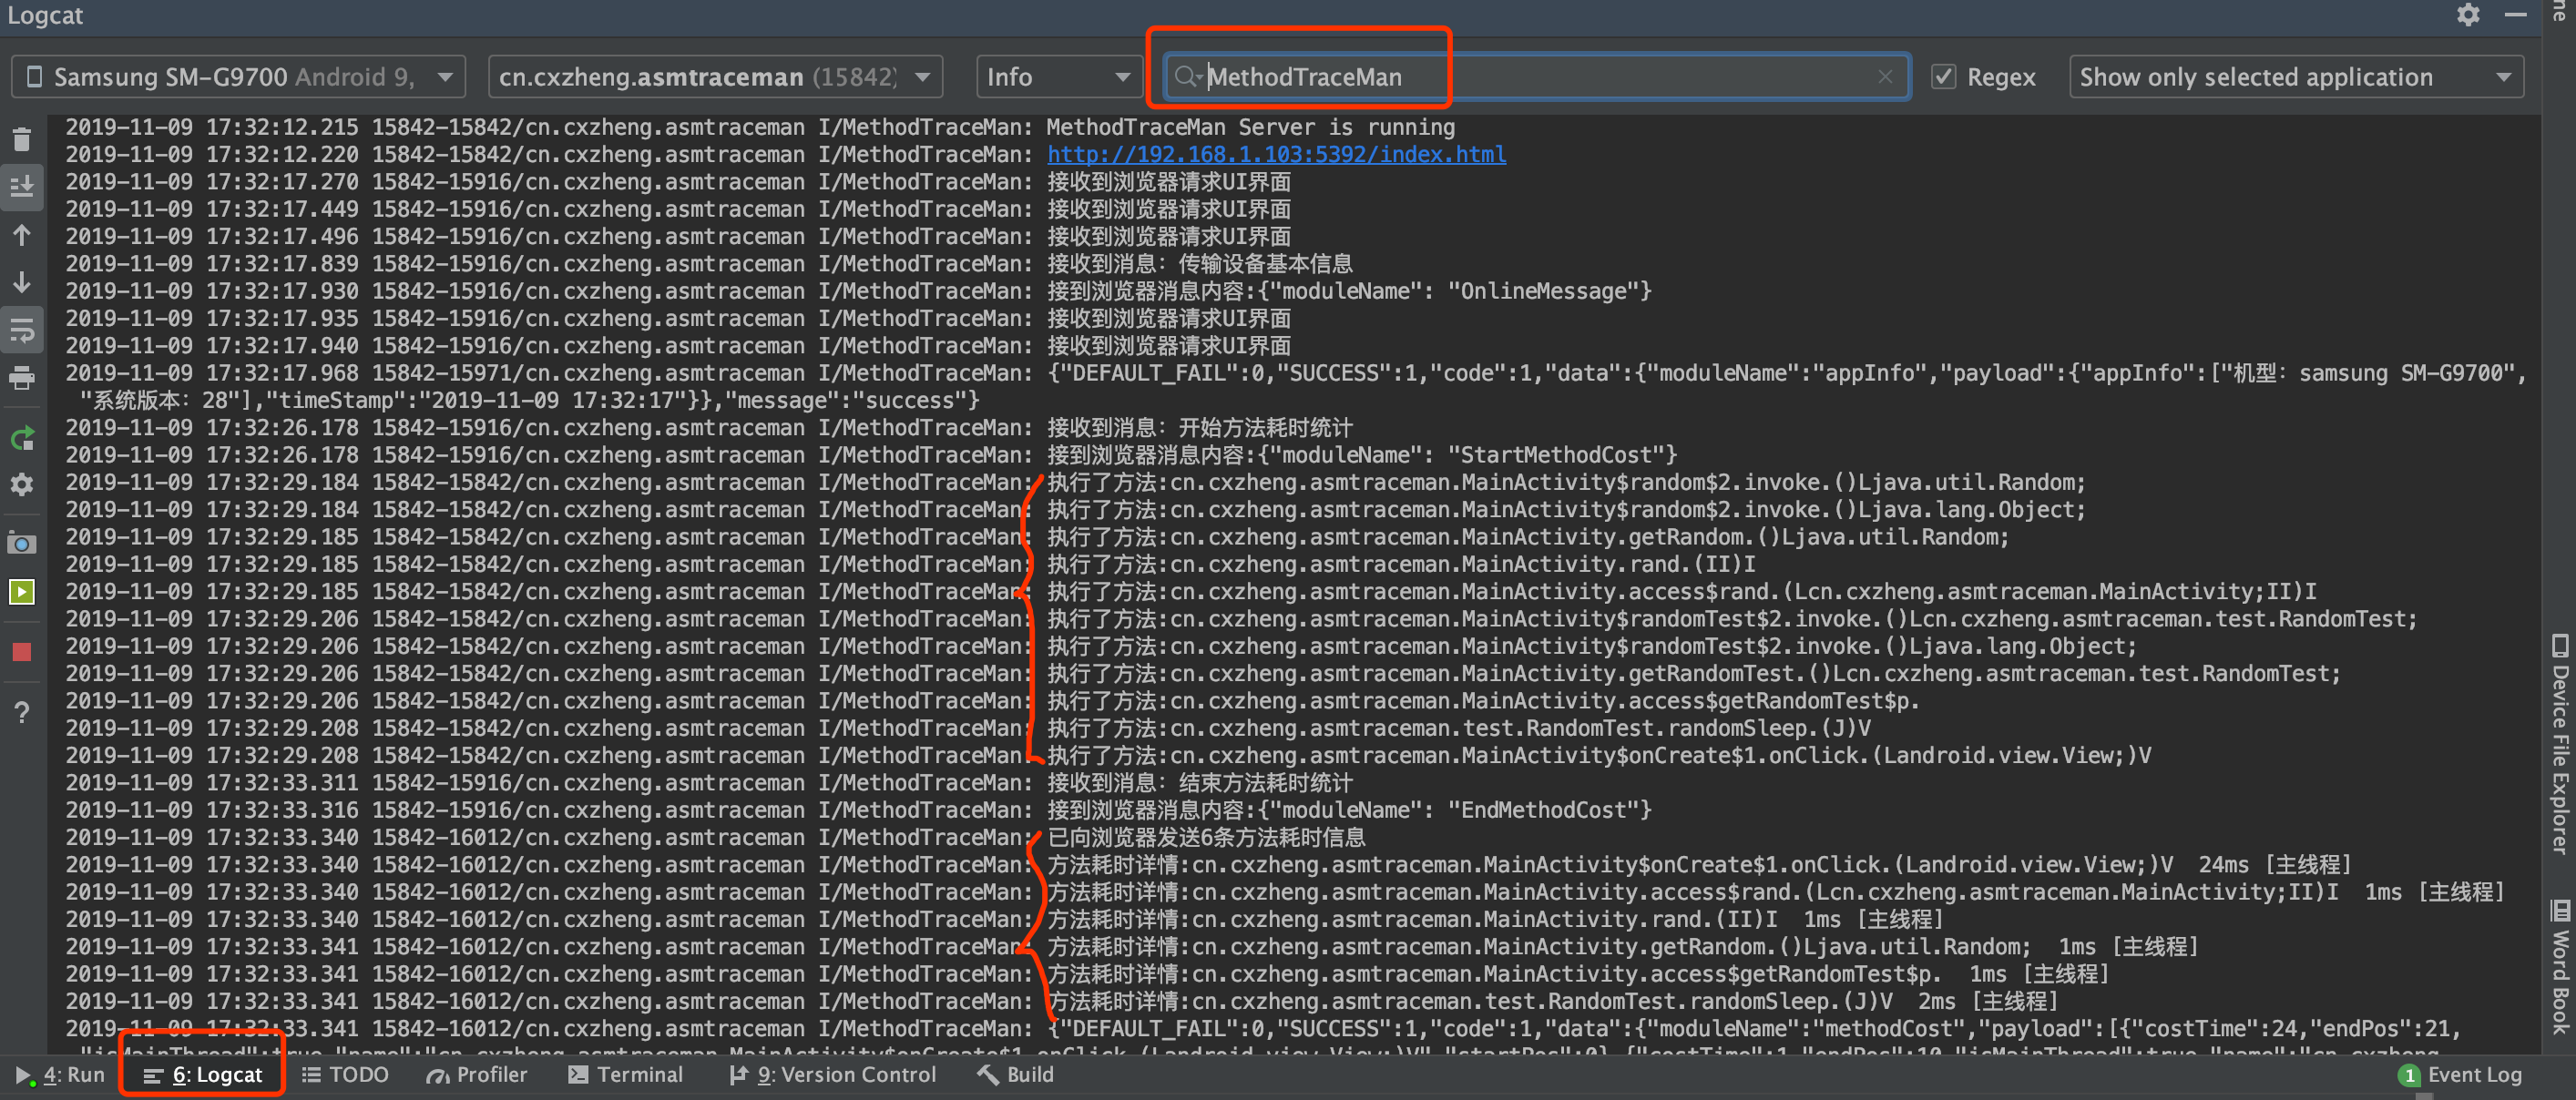 Logcat
Samsung SM-G9700 Android 9,
cn.cxzheng.asmtraceman (15842)
Info
MethodTraceMan
Regex
Show only selected application
2019-11-09 17:32:12.215 15842-15842/cn.cxzheng.asmtraceman I/MethodTraceMan: MethodTraceMan Server is running
2019-11-09 17:32:12.220 15842-15842/cn.cxzheng.asmtraceman I/MethodTraceMan: http://192.168.1.103:5392/index.html
2019-11-09 17:32:17.270 15842-15916/cn.cxzheng.asmtraceman I/MethodTraceMan: 接收到浏览器请求UI界面
2019-11-09 17:32:17.449 15842-15916/cn.cxzheng.asmtraceman I/MethodTraceMan: 接收到浏览器请求UI界面
2019-11-09 17:32:17.496 15842-15916/cn.cxzheng.asmtraceman I/MethodTraceMan: 接收到浏览器请求UI界面
2019-11-09 17:32:17.839 15842-15916/cn.cxzheng.asmtraceman I/MethodTraceMan: 接收到消息：传输设备基本信息
2019-11-09 17:32:17.930 15842-15916/cn.cxzheng.asmtraceman I/MethodTraceMan: 接到浏览器消息内容:{"moduleName": "OnlineMessage"}
2019-11-09 17:32:17.935 15842-15916/cn.cxzheng.asmtraceman I/MethodTraceMan: 接收到浏览器请求UI界面
2019-11-09 17:32:17.940 15842-15916/cn.cxzheng.asmtraceman I/MethodTraceMan: 接收到浏览器请求UI界面
2019-11-09 17:32:17.968 15842-15971/cn.cxzheng.asmtraceman I/MethodTraceMan: {"DEFAULT_FAIL":0,"SUCCESS":1,"code":1,"data":{"moduleName":"appInfo","payload":{"appInfo":["机型：samsung SM-G9700",
"系统版本：28"],"timeStamp":"2019-11-09 17:32:17"}},"message":"success"}
2019-11-09 17:32:26.178 15842-15916/cn.cxzheng.asmtraceman I/MethodTraceMan: 接收到消息：开始方法耗时统计
2019-11-09 17:32:26.178 15842-15916/cn.cxzheng.asmtraceman I/MethodTraceMan: 接到浏览器消息内容:{"moduleName": "StartMethodCost"}
2019-11-09 17:32:29.184 15842-15842/cn.cxzheng.asmtraceman I/MethodTraceMan: 执行了方法:cn.cxzheng.asmtraceman.MainActivity$random$2.invoke.()Ljava.util.Random;
2019-11-09 17:32:29.184 15842-15842/cn.cxzheng.asmtraceman I/MethodTraceMan: 执行了方法:cn.cxzheng.asmtraceman.MainActivity$random$2.invoke.()Ljava.lang.Object;
2019-11-09 17:32:29.185 15842-15842/cn.cxzheng.asmtraceman I/MethodTraceMan: 执行了方法:cn.cxzheng.asmtraceman.MainActivity.getRandom.()Ljava.util.Random;
2019-11-09 17:32:29.185 15842-15842/cn.cxzheng.asmtraceman I/MethodTraceMan: 执行了方法:cn.cxzheng.asmtraceman.MainActivity.rand.(II)I
2019-11-09 17:32:29.185 15842-15842/cn.cxzheng.asmtraceman I/MethodTraceMan: 执行了方法:cn.cxzheng.asmtraceman.MainActivity.access$rand.(Lcn.cxzheng.asmtraceman.MainActivity;II)I
2019-11-09 17:32:29.206 15842-15842/cn.cxzheng.asmtraceman I/MethodTraceMan: 执行了方法:cn.cxzheng.asmtraceman.MainActivity$randomTest$2.invoke.()Lcn.cxzheng.asmtraceman.test.RandomTest;
2019-11-09 17:32:29.206 15842-15842/cn.cxzheng.asmtraceman I/MethodTraceMan: 执行了方法:cn.cxzheng.asmtraceman.MainActivity$randomTest$2.invoke.()Ljava.lang.Object;
2019-11-09 17:32:29.206 15842-15842/cn.cxzheng.asmtraceman I/MethodTraceMan: 执行了方法:cn.cxzheng.asmtraceman.MainActivity.getRandomTest.()Lcn.cxzheng.asmtraceman.test.RandomTest;
2019-11-09 17:32:29.206 15842-15842/cn.cxzheng.asmtraceman I/MethodTraceMan: 执行了方法:cn.cxzheng.asmtraceman.MainActivity.access$getRandomTest$p.
2019-11-09 17:32:29.208 15842-15842/cn.cxzheng.asmtraceman I/MethodTraceMan: 执行了方法:cn.cxzheng.asmtraceman.test.RandomTest.randomSleep.(J)V
2019-11-09 17:32:29.208 15842-15842/cn.cxzheng.asmtraceman I/MethodTraceMan: 执行了方法:cn.cxzheng.asmtraceman.MainActivity$onCreate$1.onClick.(Landroid.view.View;)V
2019-11-09 17:32:33.311 15842-15916/cn.cxzheng.asmtraceman I/MethodTraceMan: 接收到消息：结束方法耗时统计
2019-11-09 17:32:33.316 15842-15916/cn.cxzheng.asmtraceman I/MethodTraceMan: 接到浏览器消息内容:{"moduleName": "EndMethodCost"}
2019-11-09 17:32:33.340 15842-16012/cn.cxzheng.asmtraceman I/MethodTraceMan: 已向浏览器发送6条方法耗时信息
2019-11-09 17:32:33.340 15842-16012/cn.cxzheng.asmtraceman I/MethodTraceMan: 方法耗时详情:cn.cxzheng.asmtraceman.MainActivity$onCreate$1.onClick.(Landroid.view.View;)V  24ms [主线程]
2019-11-09 17:32:33.340 15842-16012/cn.cxzheng.asmtraceman I/MethodTraceMan: 方法耗时详情:cn.cxzheng.asmtraceman.MainActivity.access$rand.(Lcn.cxzheng.asmtraceman.MainActivity;II)I  1ms [主线程]
2019-11-09 17:32:33.340 15842-16012/cn.cxzheng.asmtraceman I/MethodTraceMan: 方法耗时详情:cn.cxzheng.asmtraceman.MainActivity.rand.(II)I  1ms [主线程]
2019-11-09 17:32:33.341 15842-16012/cn.cxzheng.asmtraceman I/MethodTraceMan: 方法耗时详情:cn.cxzheng.asmtraceman.MainActivity.getRandom.()Ljava.util.Random;  1ms [主线程]
2019-11-09 17:32:33.341 15842-16012/cn.cxzheng.asmtraceman I/MethodTraceMan: 方法耗时详情:cn.cxzheng.asmtraceman.MainActivity.access$getRandomTest$p.  1ms [主线程]
2019-11-09 17:32:33.341 15842-16012/cn.cxzheng.asmtraceman I/MethodTraceMan: 方法耗时详情:cn.cxzheng.asmtraceman.test.RandomTest.randomSleep.(J)V  2ms [主线程]
2019-11-09 17:32:33.341 15842-16012/cn.cxzheng.asmtraceman I/MethodTraceMan: {"DEFAULT_FAIL":0,"SUCCESS":1,"code":1,"data":{"moduleName":"methodCost","payload":[{"costTime":24,"endPos":21,
4: Run
6: Logcat
TODO
Profiler
Terminal
9: Version Control
Build
1 Event Log
Device File Explorer
Word Book